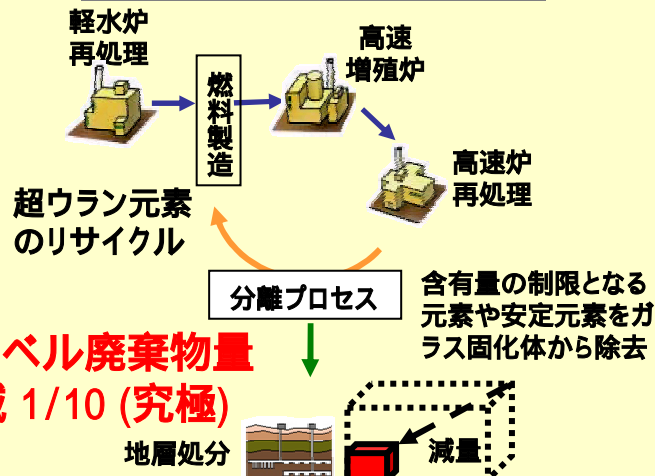 軽水炉
再処理
燃料製造
高速
増殖炉
高速炉
再処理
超ウラン元素
のリサイクル
分離プロセス
含有量の制限となる
元素や安定元素をガ
ラス固化体から除去
ベル廃棄物量
1/10 (究極)
地層処分
減量